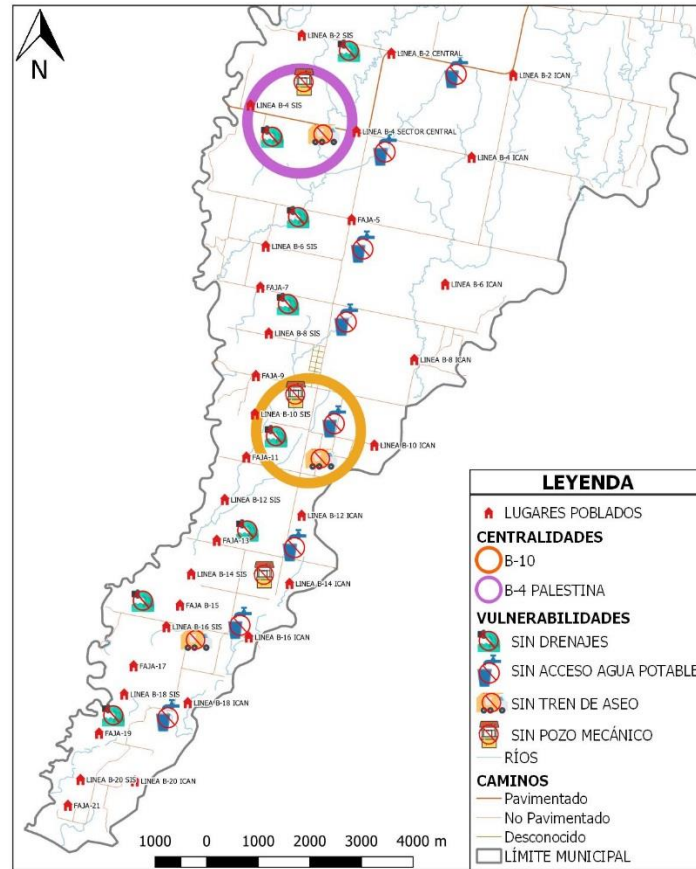 N
LINEA B-2 SIS
LINEA B-2 CENTRAL
LINEA B-2 ICAN
LINEA B-4 SIS
LINEA B-4 SECTOR CENTRAL
LINEA B-4 ICAN
FAJA-5
LINEA B-6 SIS
FAJA-7
LINEA B-6 ICAN
LINEA B-8 SIS
LINEA B-8 ICAN
FAJA-9
LINEA B-10 SIS
LINEA B-10 ICAN
FAJA-11
LINEA B-12 SIS
LINEA B-12 ICAN
FAJA-13
LINEA B-14 SIS
LINEA B-14 ICAN
FAJA B-15
LINEA B-16 SIS
LINEA B-16 ICAN
FAJA-17
LINEA B-18 SIS
LINEA B-18 ICAN
FAJA-19
LINEA B-20 SIS
LINEA B-20 ICAN
FAJA-21
1000 0 1000 2000 3000 4000 m
LEYENDA
LUGARES POBLADOS
CENTRALIDADES
B-10
B-4 PALESTINA
VULNERABILIDADES
SIN DRENAJES
SIN ACCESO AGUA POTABLE
SIN TREN DE ASEO
SIN POZO MECÁNICO
RÍOS
CAMINOS
Pavimentado
No Pavimentado
Desconocido
LÍMITE MUNICIPAL